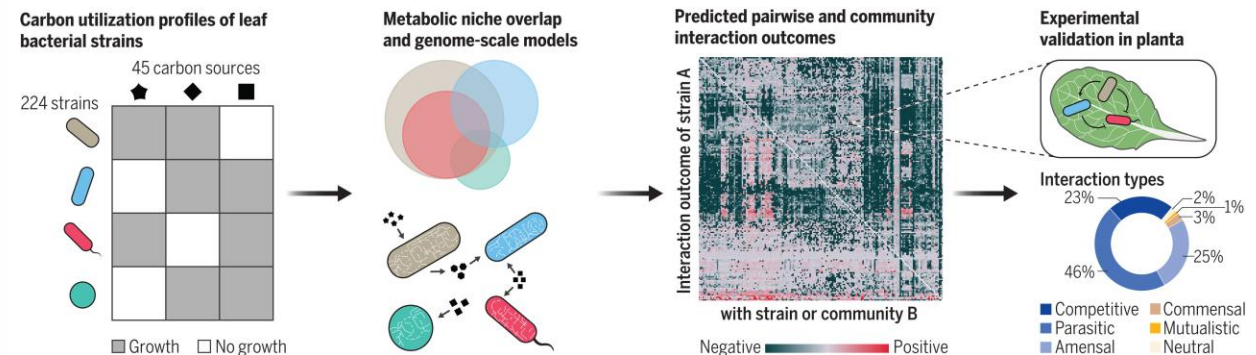 Carbon utilization profiles of leaf
bacterial strains
45 carbon sources
224 strains
Growth
No growth
Metabolic niche overlap
and genome-scale models
Predicted pairwise and community
interaction outcomes
Interaction outcome of strain A
with strain or community B
Negative
Positive
Experimental
validation in planta
Interaction types
23%
2%
1%
3%
25%
46%
Competitive
Commensal
Parasitic
Mutualistic
Amensal
Neutral